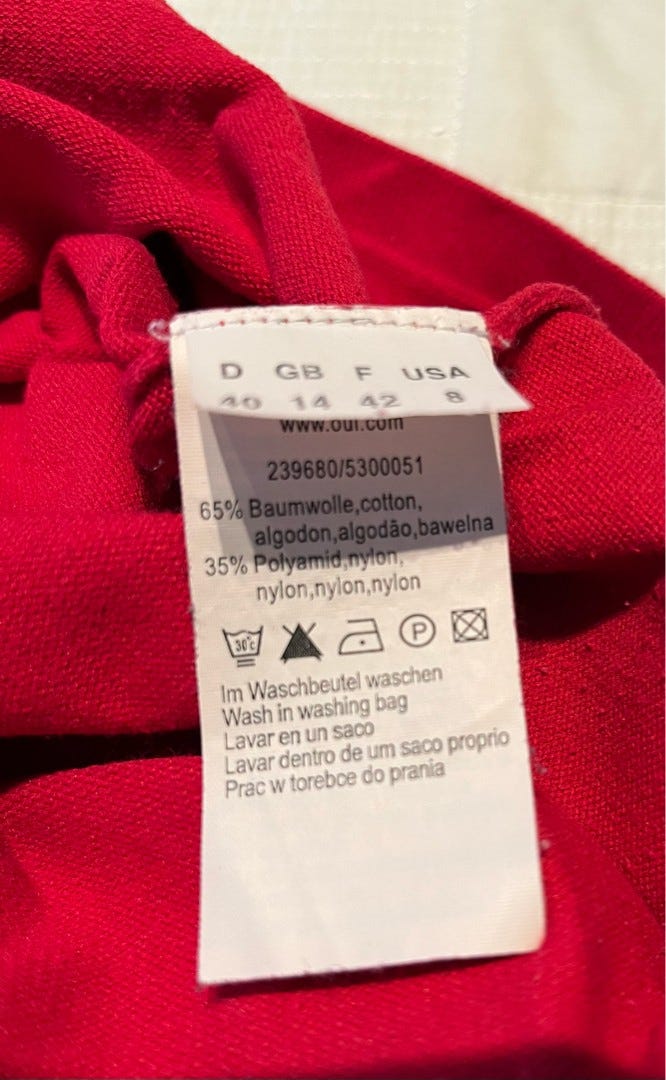 D GB F USA
40 14 42 8
www.oui.com
239680/5300051
65% Baumwolle,cotton,
algodon,algodão,bawelna
35% Polyamid,nylon,
nylon,nylon,nylon
30°c
P
Im Waschbeutel waschen
Wash in washing bag
Lavar en un saco
Lavar dentro de um saco proprio
Prac w torebce do prania